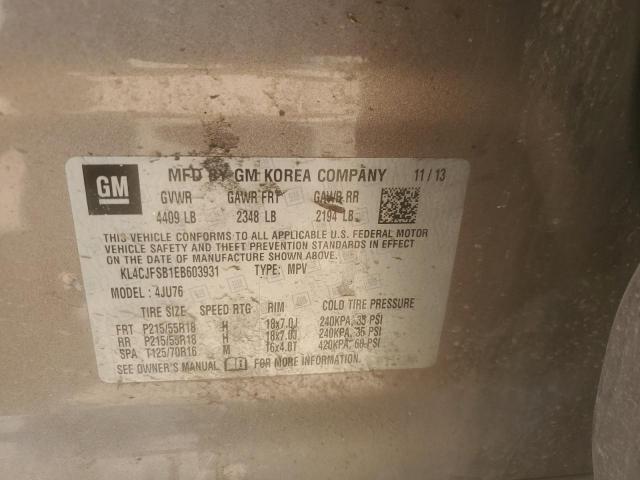 GM
MFD BY GM KOREA COMPANY 11/13
GVWR GAWR FRT GAWR RR
4409 LB 2348 LB 2194 LB
THIS VEHICLE CONFORMS TO ALL APPLICABLE U.S. FEDERAL MOTOR
VEHICLE SAFETY AND THEFT PREVENTION STANDARDS IN EFFECT
ON THE DATE OF MANUFACTURE SHOWN ABOVE.
KL4CJFSB1EB603931 TYPE: MPV
MODEL: 4JU76
TIRE SIZE SPEED RTG RIM COLD TIRE PRESSURE
FRT P215/55R18 H 18x7.0J 240KPA, 35 PSI
RR P215/55R18 H 18x7.0J 240KPA, 35 PSI
SPA T125/70R16 M 16x4.0T 420KPA, 60 PSI
SEE OWNER'S MANUAL FOR MORE INFORMATION.